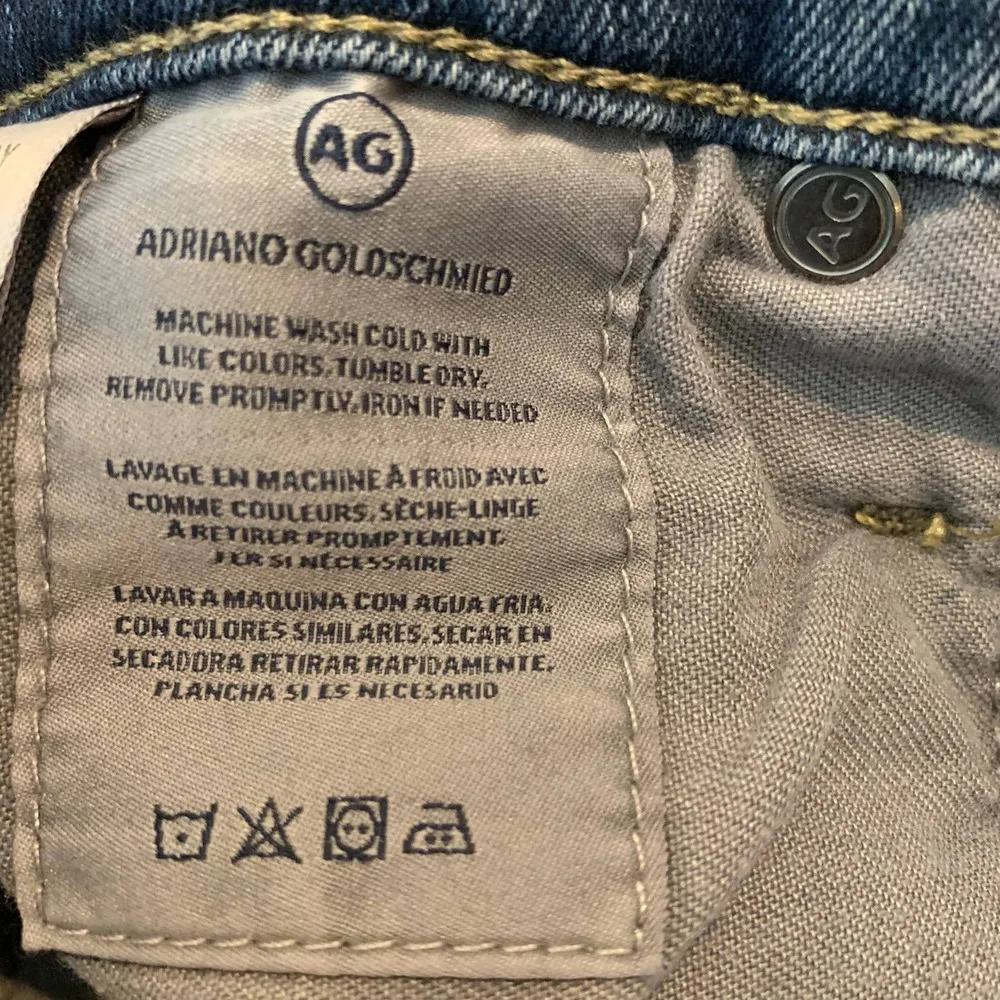 AG
ADRIANO GOLDSCHMIED
MACHINE WASH COLD WITH
LIKE COLORS. TUMBLE DRY.
REMOVE PROMPTLY. IRON IF NEEDED
LAVAGE EN MACHINE À FROID AVEC
COMME COULEURS. SÈCHE-LINGE
À RETIRER PROMPTEMENT.
FER SI NÉCESSAIRE
LAVAR A MAQUINA CON AGUA FRIA.
CON COLORES SIMILARES. SECAR EN
SECADORA RETIRAR RAPIDAMENTE.
PLANCHA SI ES NECESARIO
AG